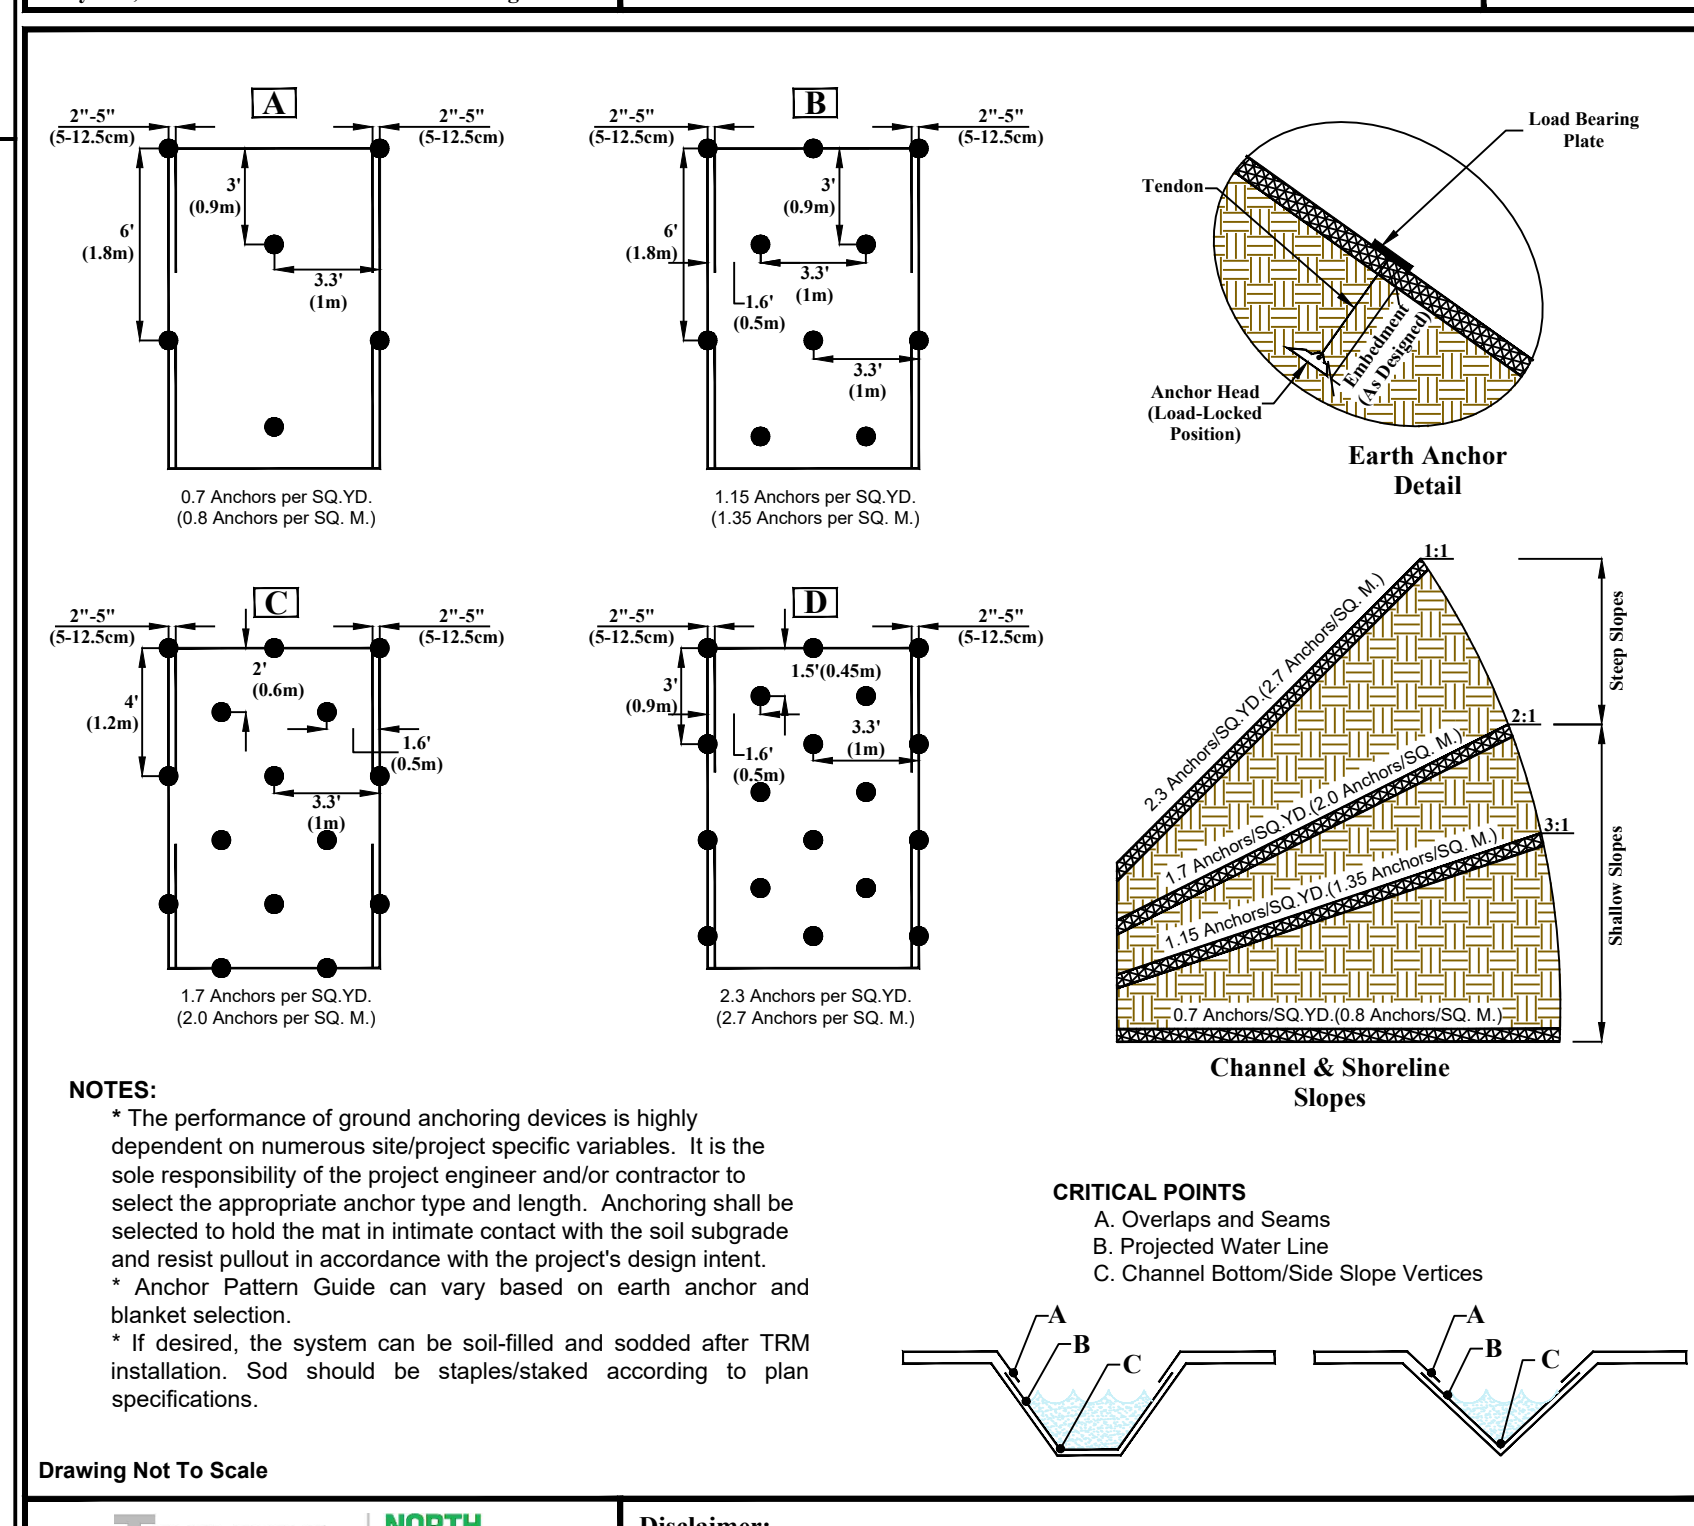 A
2"-5"
(5-12.5cm)
2"-5"
(5-12.5cm)
3'
(0.9m)
6'
(1.8m)
3.3'
(1m)
0.7 Anchors per SQ.YD.
(0.8 Anchors per SQ. M.)
B
2"-5"
(5-12.5cm)
2"-5"
(5-12.5cm)
3'
(0.9m)
6'
(1.8m)
3.3'
(1m)
1.6'
(0.5m)
3.3'
(1m)
1.15 Anchors per SQ.YD.
(1.35 Anchors per SQ. M.)
Load Bearing
Plate
Tendon
Embedment
(As Designed)
Anchor Head
(Load-Locked
Position)
Earth Anchor
Detail
C
2"-5"
(5-12.5cm)
2"-5"
(5-12.5cm)
2'
(0.6m)
4'
(1.2m)
1.6'
(0.5m)
3.3'
(1m)
1.7 Anchors per SQ.YD.
(2.0 Anchors per SQ. M.)
D
2"-5"
(5-12.5cm)
2"-5"
(5-12.5cm)
1.5'(0.45m)
3'
(0.9m)
3.3'
(1m)
1.6'
(0.5m)
2.3 Anchors per SQ.YD.
(2.7 Anchors per SQ. M.)
1:1
2.3 Anchors/SQ.YD.(2.7 Anchors/SQ. M.)
Steep Slopes
2:1
1.7 Anchors/SQ.YD.(2.0 Anchors/SQ. M.)
3:1
1.15 Anchors/SQ.YD.(1.35 Anchors/SQ. M.)
Shallow Slopes
0.7 Anchors/SQ.YD.(0.8 Anchors/SQ. M.)
Channel & Shoreline
Slopes
NOTES:
* The performance of ground anchoring devices is highly
dependent on numerous site/project specific variables. It is the
sole responsibility of the project engineer and/or contractor to
select the appropriate anchor type and length. Anchoring shall be
selected to hold the mat in intimate contact with the soil subgrade
and resist pullout in accordance with the project's design intent.
* Anchor Pattern Guide can vary based on earth anchor and
blanket selection.
* If desired, the system can be soil-filled and sodded after TRM
installation. Sod should be staples/staked according to plan
specifications.
CRITICAL POINTS
A. Overlaps and Seams
B. Projected Water Line
C. Channel Bottom/Side Slope Vertices
A
B
C
A
B
C
Drawing Not To Scale
NORTH
Disclaimer: